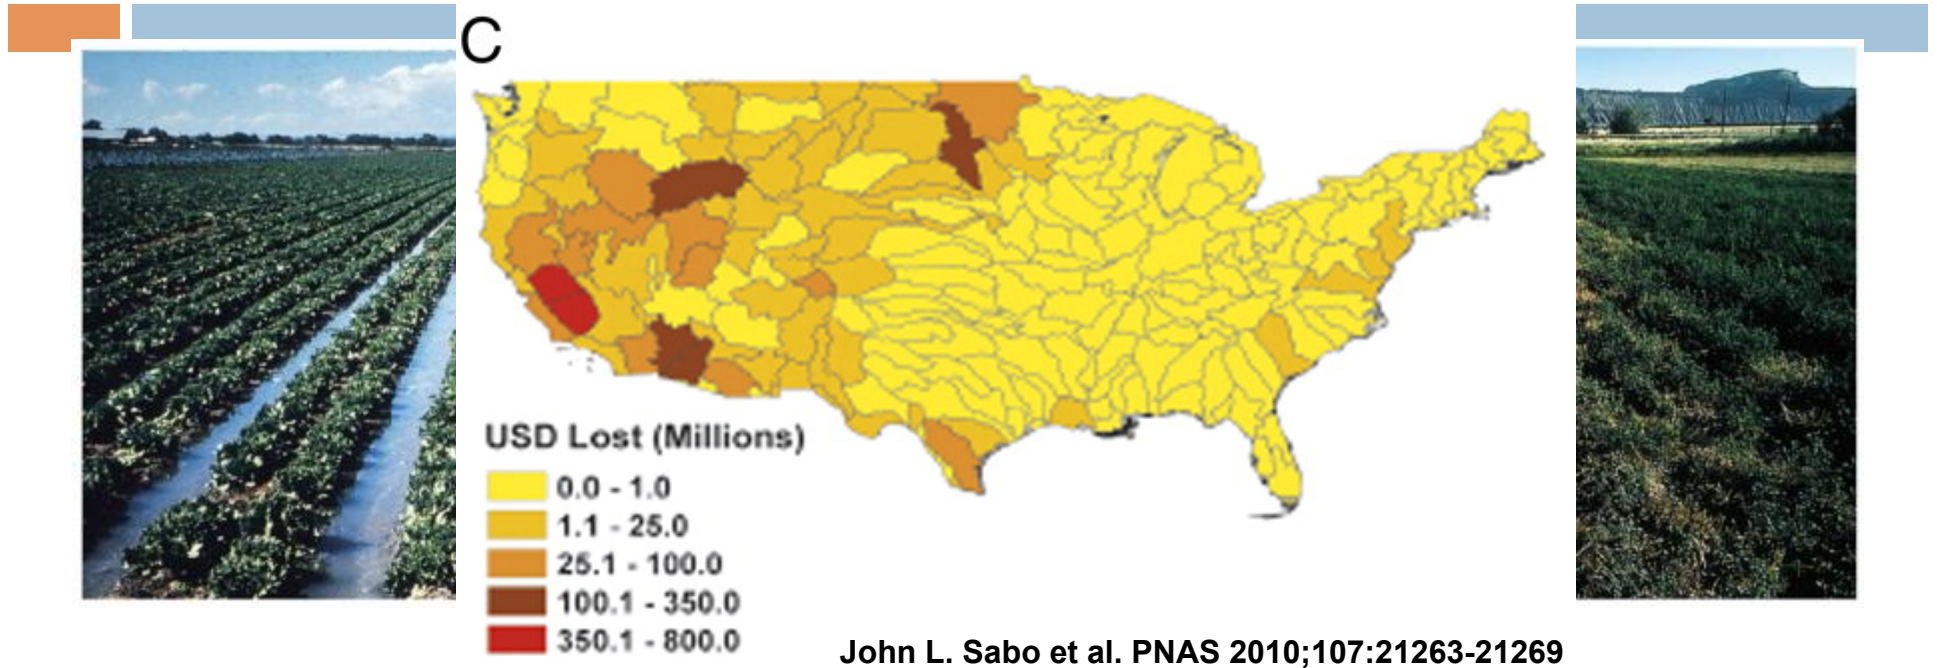 C
USD Lost (Millions)
0.0 - 1.0
1.1 - 25.0
25.1 - 100.0
100.1 - 350.0
350.1 - 800.0
John L. Sabo et al. PNAS 2010;107:21263-21269